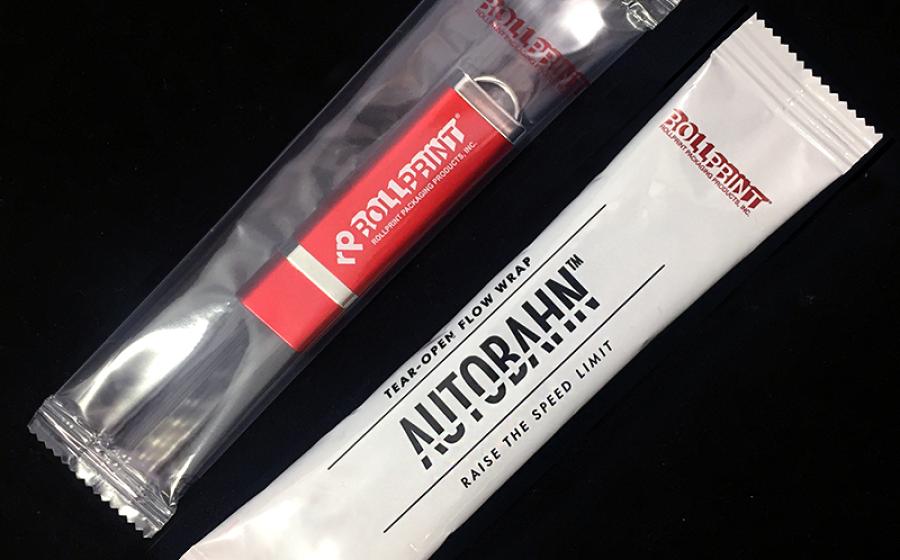 ROLLPRINT
ROLLPRINT®
ROLLPRINT PACKAGING PRODUCTS, INC.
ROLLPRINT
ROLLPRINT PACKAGING PRODUCTS, INC.
TEAR-OPEN FLOW WRAP
AUTOBAHN™
RAISE THE SPEED LIMIT